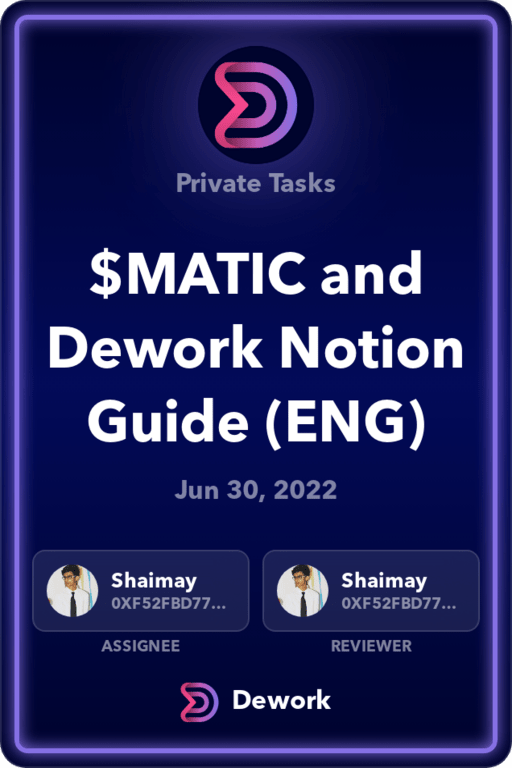 Private Tasks
$MATIC and
Dework Notion
Guide (ENG)
Jun 30, 2022
Shaimay
0XF52FBD77...
ASSIGNEE
Shaimay
0XF52FBD77...
REVIEWER
Dework